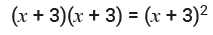 (x + 3)(x + 3) = (x + 3)²